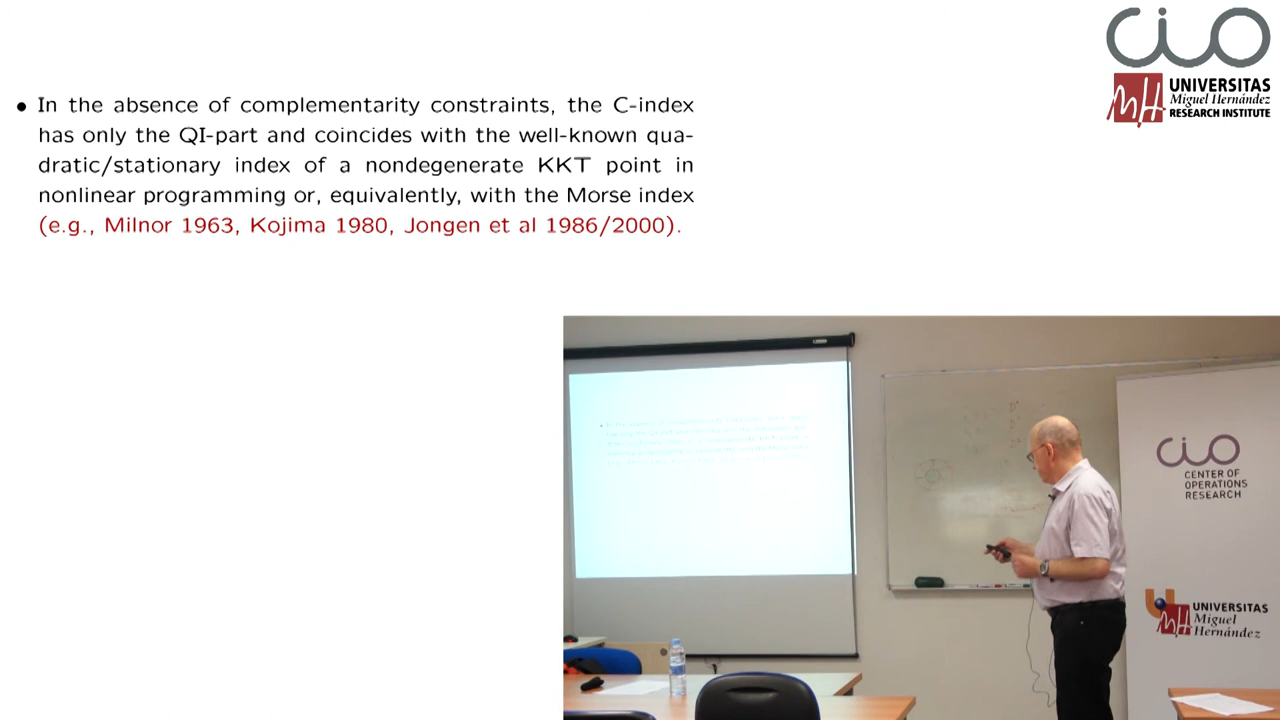 • In the absence of complementarity constraints, the C-index
has only the QI-part and coincides with the well-known qua-
dratic/stationary index of a nondegenerate KKT point in
nonlinear programming or, equivalently, with the Morse index
(e.g., Milnor 1963, Kojima 1980, Jongen et al 1986/2000).
cio
UNIVERSITAS
Miguel Hernández
RESEARCH INSTITUTE
cio
CENTER OF
OPERATIONS
RESEARCH
UNIVERSITAS
Miguel
Hernández